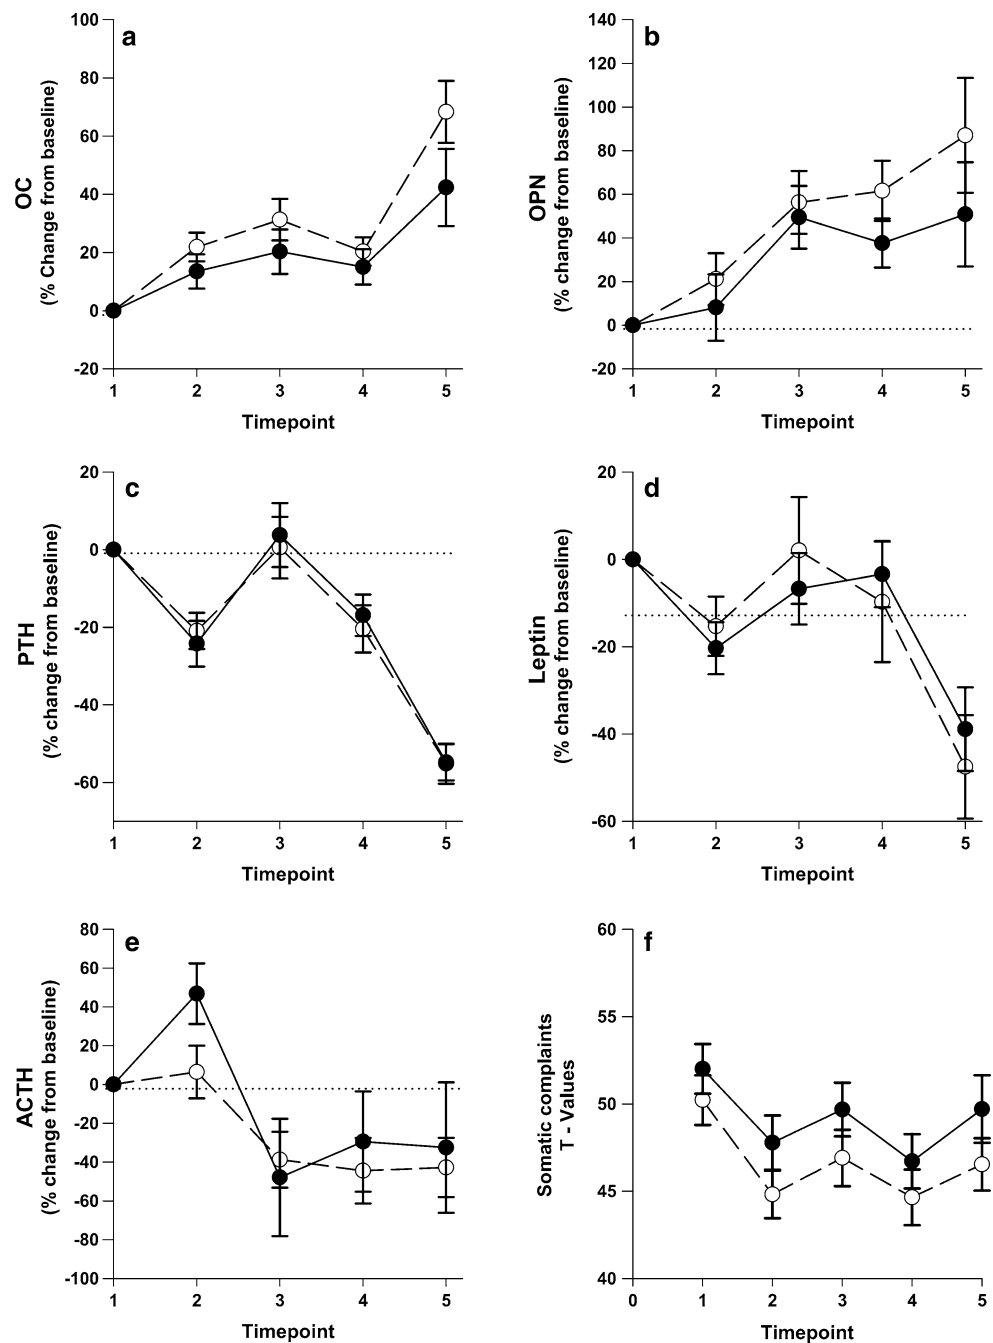 a
OC
(% Change from baseline)
100
80
60
40
20
0
-20
1 2 3 4 5
Timepoint
b
OPN
(% change from baseline)
140
120
100
80
60
40
20
0
-20
1 2 3 4 5
Timepoint
c
PTH
(% change from baseline)
20
0
-20
-40
-60
1 2 3 4 5
Timepoint
d
Leptin
(% change from baseline)
20
0
-20
-40
-60
1 2 3 4 5
Timepoint
e
ACTH
(% change from baseline)
80
60
40
20
0
-20
-40
-60
-80
-100
1 2 3 4 5
Timepoint
f
Somatic complaints
T - Values
60
55
50
45
40
0 1 2 3 4 5
Timepoint